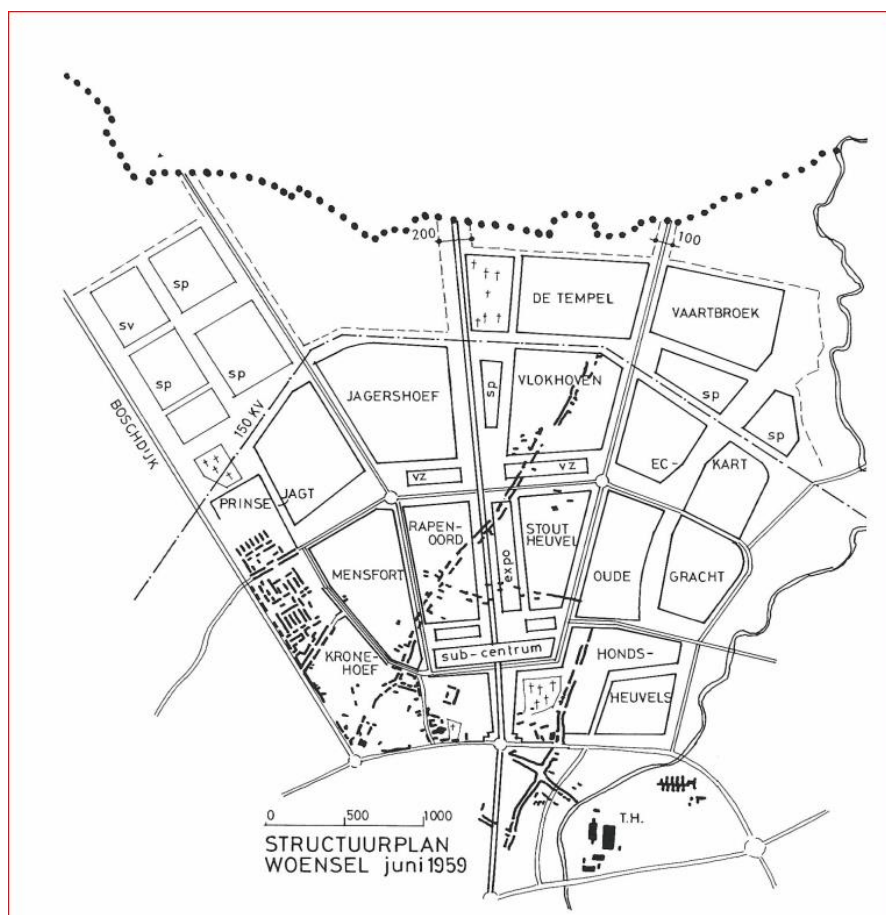 200
100
DE TEMPEL
VAARTBROEK
sp
sv
sp
sp
sp
BOSCHDIJK
150 KV
JAGERSHOEF
sp
VLOKHOVEN
sp
sp
VZ
VZ
EC-
KART
PRINSE
JAGT
RAPEN-
OORD
expo
STOUT
HEUVEL
MENSFORT
OUDE
GRACHT
sub-centrum
KRONE-
HOEF
HONDS-
HEUVELS
T.H.
0 500 1000
STRUCTUURPLAN
WOENSEL juni 1959